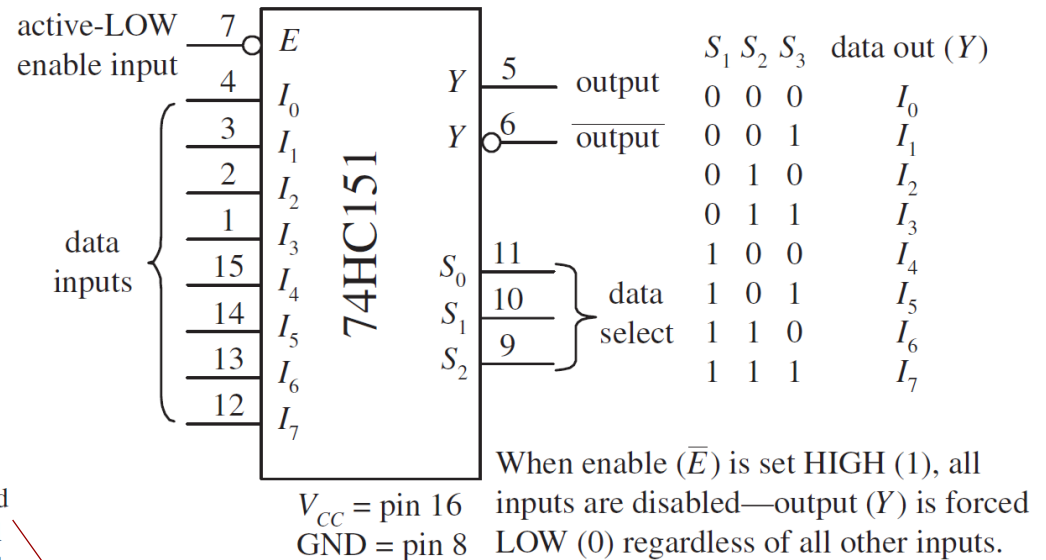 active-LOW
enable input
7
E
4
I₀
3
I₁
2
I₂
1
I₃
15
I₄
14
I₅
13
I₆
12
I₇
data
inputs
74HC151
Y 5 output
Y 6 output̅
S₀ 11
S₁ 10
S₂ 9
data
select
S₁ S₂ S₃ data out (Y)
0 0 0 I₀
0 0 1 I₁
0 1 0 I₂
0 1 1 I₃
1 0 0 I₄
1 0 1 I₅
1 1 0 I₆
1 1 1 I₇
V_CC = pin 16
GND = pin 8
When enable (E̅) is set HIGH (1), all
inputs are disabled—output (Y) is forced
LOW (0) regardless of all other inputs.